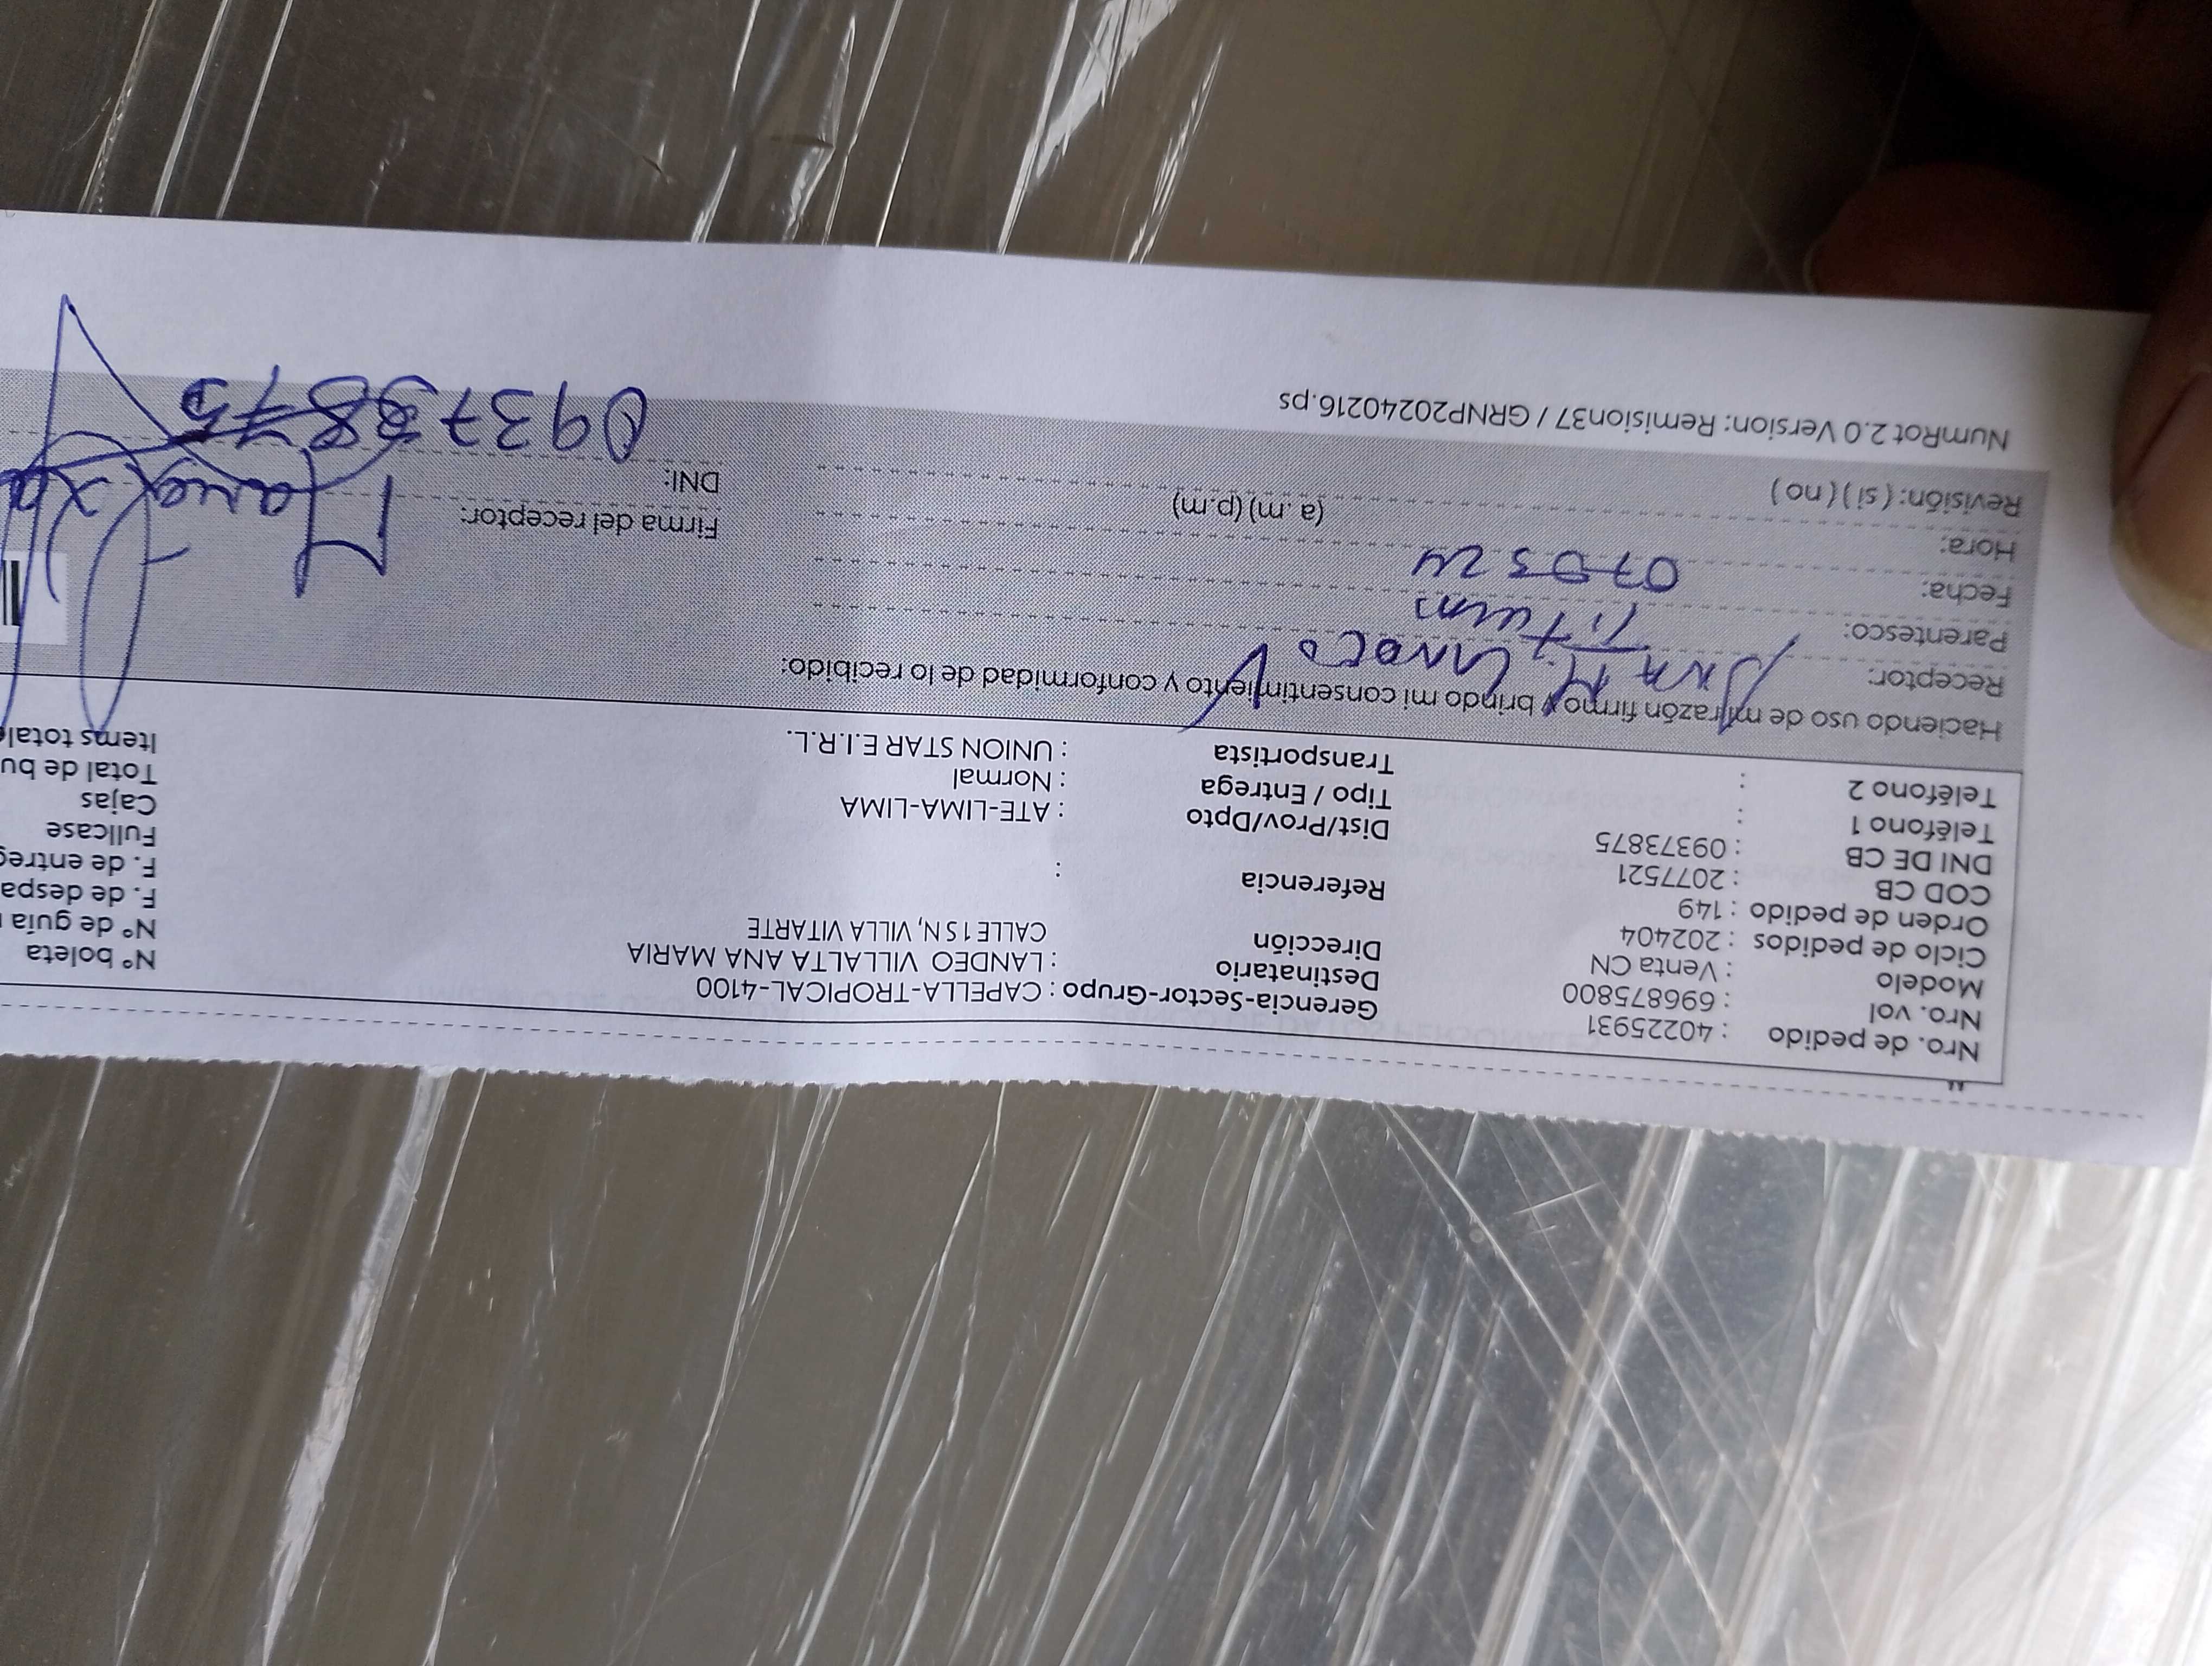 Nro. de pedido : 40225931 Gerencia-Sector-Grupo : CAPELLA-TROPICAL-4100 N° boleta
Nro. vol : 696875800 Destinatario : LANDEO VILLALTA ANA MARIA N° de guía
Modelo : Venta CN Dirección CALLE 1 S N, VILLA VITARTE F. de despa
Ciclo de pedidos : 202404 F. de entreg
Orden de pedido : 149 Referencia : Fullcase
COD CB : 2077521 Cajas
DNI DE CB : 09373875 Dist/Prov/Dpto : ATE-LIMA-LIMA Total de bu
Teléfono 1 : Tipo / Entrega : Normal Items total
Teléfono 2 : Transportista : UNION STAR E.I.R.L.
Haciendo uso de mi razón firmo y brindo mi consentimiento y conformidad de lo recibido:
Receptor: Ana M.
Parentesco: Titular
Fecha: 07 03 24 Firma del receptor:
Hora: (a. m) (p.m) DNI: 09373875
Revisión: ( si ) ( no )
NumRot 2.0 Version: Remision37 / GRNP20240216.ps